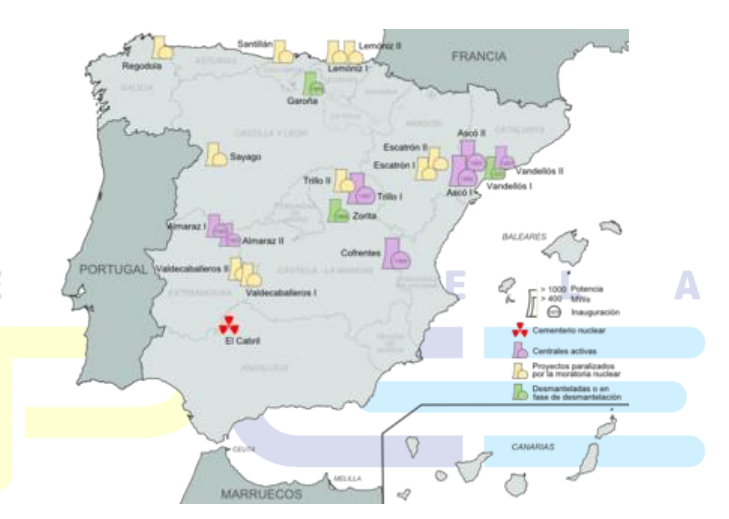 Santillán
Lemóniz II
FRANCIA
Regodola
ASTURIAS
Lemóniz I
GALICIA
Garoña
CASTILLA Y LEÓN
ARAGÓN
CATALUNYA
Ascó II
Escatrón II
Sayago
Escatrón I
Vandellós II
Trillo II
Vandellós I
Ascó I
Trillo I
Zorita
Almaraz I
Almaraz II
BALEARES
Cofrentes
PORTUGAL
Valdecaballeros II
CASTILLA - LA MANCHA
EXTREMADURA
Valdecaballeros I
E
E
L
A
> 1000 Potencia
> 400 MWe
Inauguración
El Cabril
Cementerio nuclear
Centrales activas
ANDALUCÍA
Proyectos paralizados
por la moratoria nuclear
Desmanteladas o en
fase de desmantelación
CEUTA
CANARIAS
MELILLA
MARRUECOS